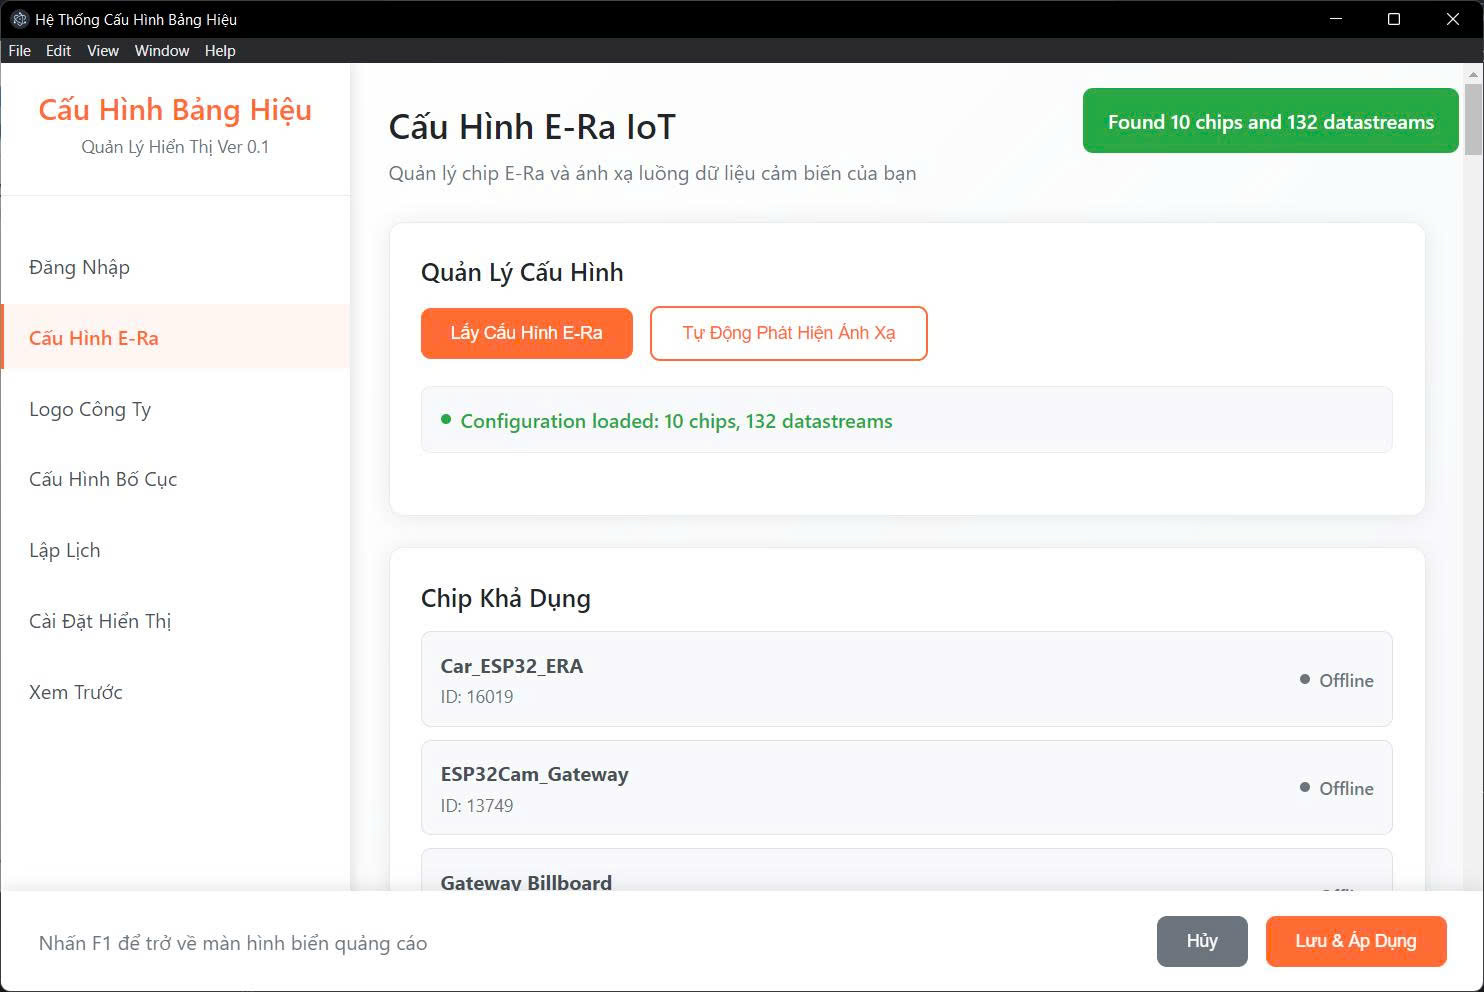 Hệ Thống Cấu Hình Bảng Hiệu
File Edit View Window Help
Cấu Hình Bảng Hiệu
Quản Lý Hiển Thị Ver 0.1
Đăng Nhập
Cấu Hình E-Ra
Logo Công Ty
Cấu Hình Bố Cục
Lập Lịch
Cài Đặt Hiển Thị
Xem Trước
Cấu Hình E-Ra IoT
Quản lý chip E-Ra và ánh xạ luồng dữ liệu cảm biến của bạn
Found 10 chips and 132 datastreams
Quản Lý Cấu Hình
Lấy Cấu Hình E-Ra
Tự Động Phát Hiện Ánh Xạ
Configuration loaded: 10 chips, 132 datastreams
Chip Khả Dụng
Car_ESP32_ERA
ID: 16019
Offline
ESP32Cam_Gateway
ID: 13749
Offline
Gateway Billboard
Nhấn F1 để trở về màn hình biển quảng cáo
Hủy
Lưu & Áp Dụng